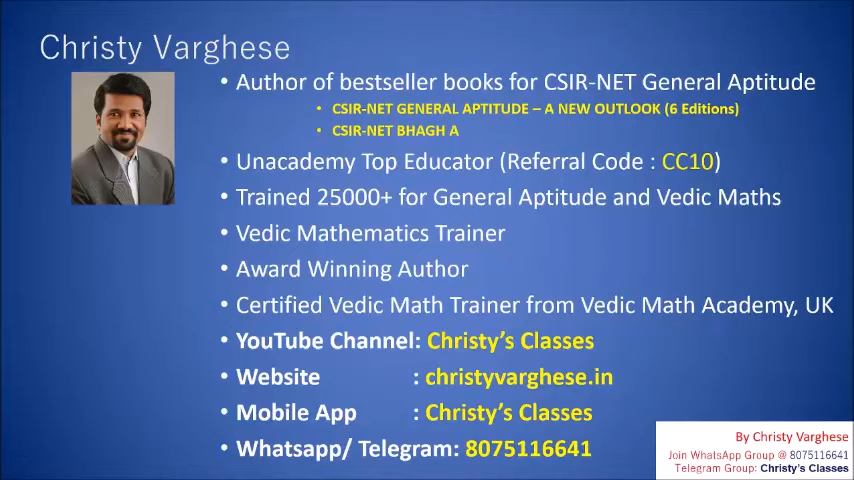 Christy Varghese
• Author of bestseller books for CSIR-NET General Aptitude
• CSIR-NET GENERAL APTITUDE – A NEW OUTLOOK (6 Editions)
• CSIR-NET BHAGH A
• Unacademy Top Educator (Referral Code : CC10)
• Trained 25000+ for General Aptitude and Vedic Maths
• Vedic Mathematics Trainer
• Award Winning Author
• Certified Vedic Math Trainer from Vedic Math Academy, UK
• YouTube Channel: Christy’s Classes
• Website : christyvarghese.in
• Mobile App : Christy’s Classes
• Whatsapp/ Telegram: 8075116641
By Christy Varghese
Join WhatsApp Group @ 8075116641
Telegram Group: Christy’s Classes